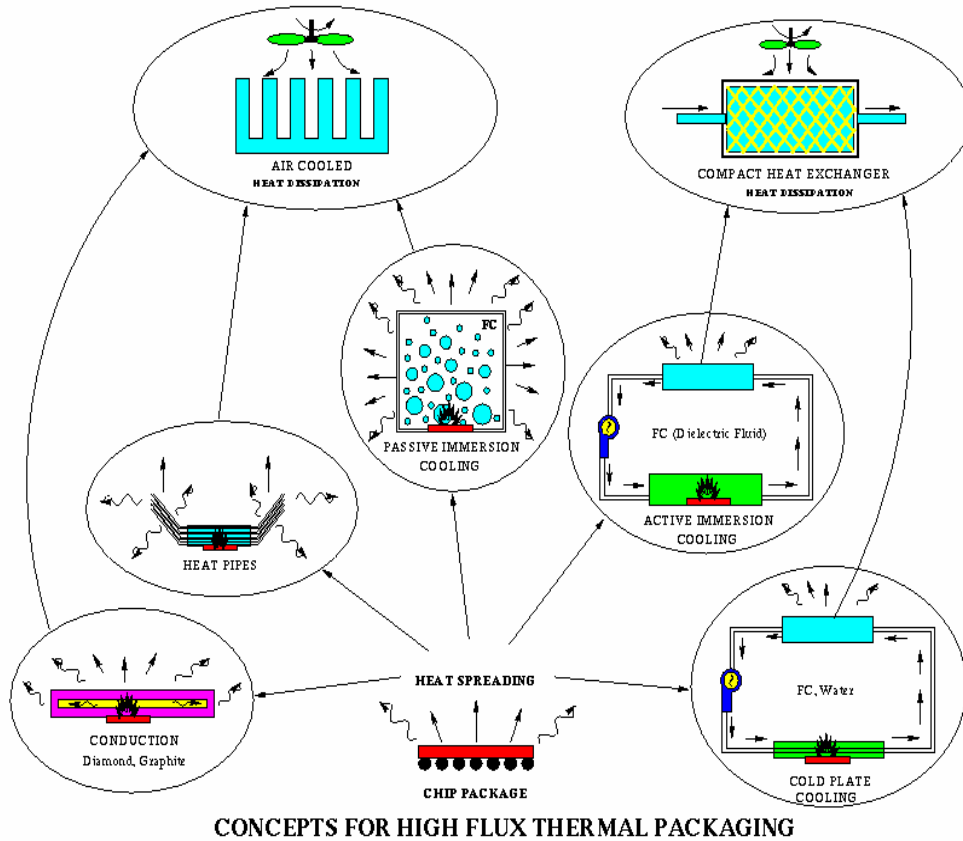 AIR COOLED
HEAT DISSIPATION
COMPACT HEAT EXCHANGER
HEAT DISSIPATION
FC
PASSIVE IMMERSION
COOLING
FC (Dielectric Fluid)
ACTIVE IMMERSION
COOLING
HEAT PIPES
HEAT SPREADING
CONDUCTION
Diamond, Graphite
FC, Water
COLD PLATE
COOLING
CHIP PACKAGE
CONCEPTS FOR HIGH FLUX THERMAL PACKAGING